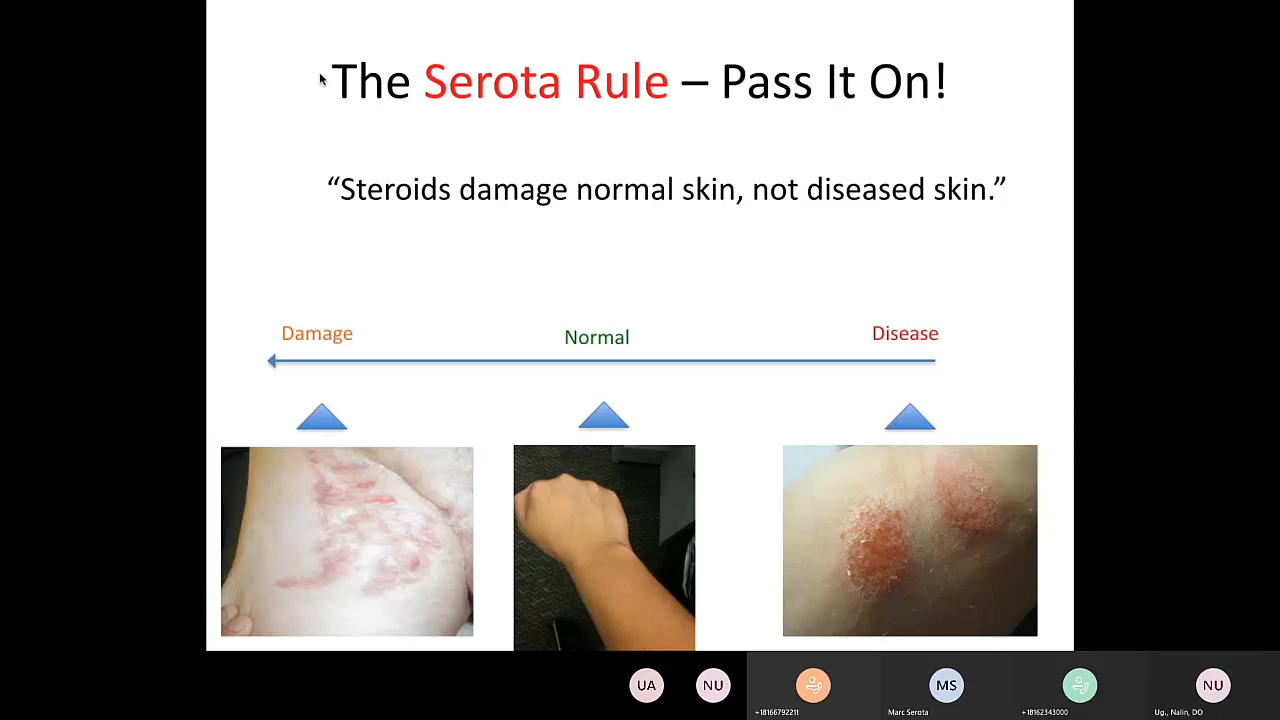 The Serota Rule – Pass It On!
“Steroids damage normal skin, not diseased skin.”
Damage
Normal
Disease
UA
NU
MS
NU
+18166792211
Marc Serota
+18162343000
Ug., Nalin, DO